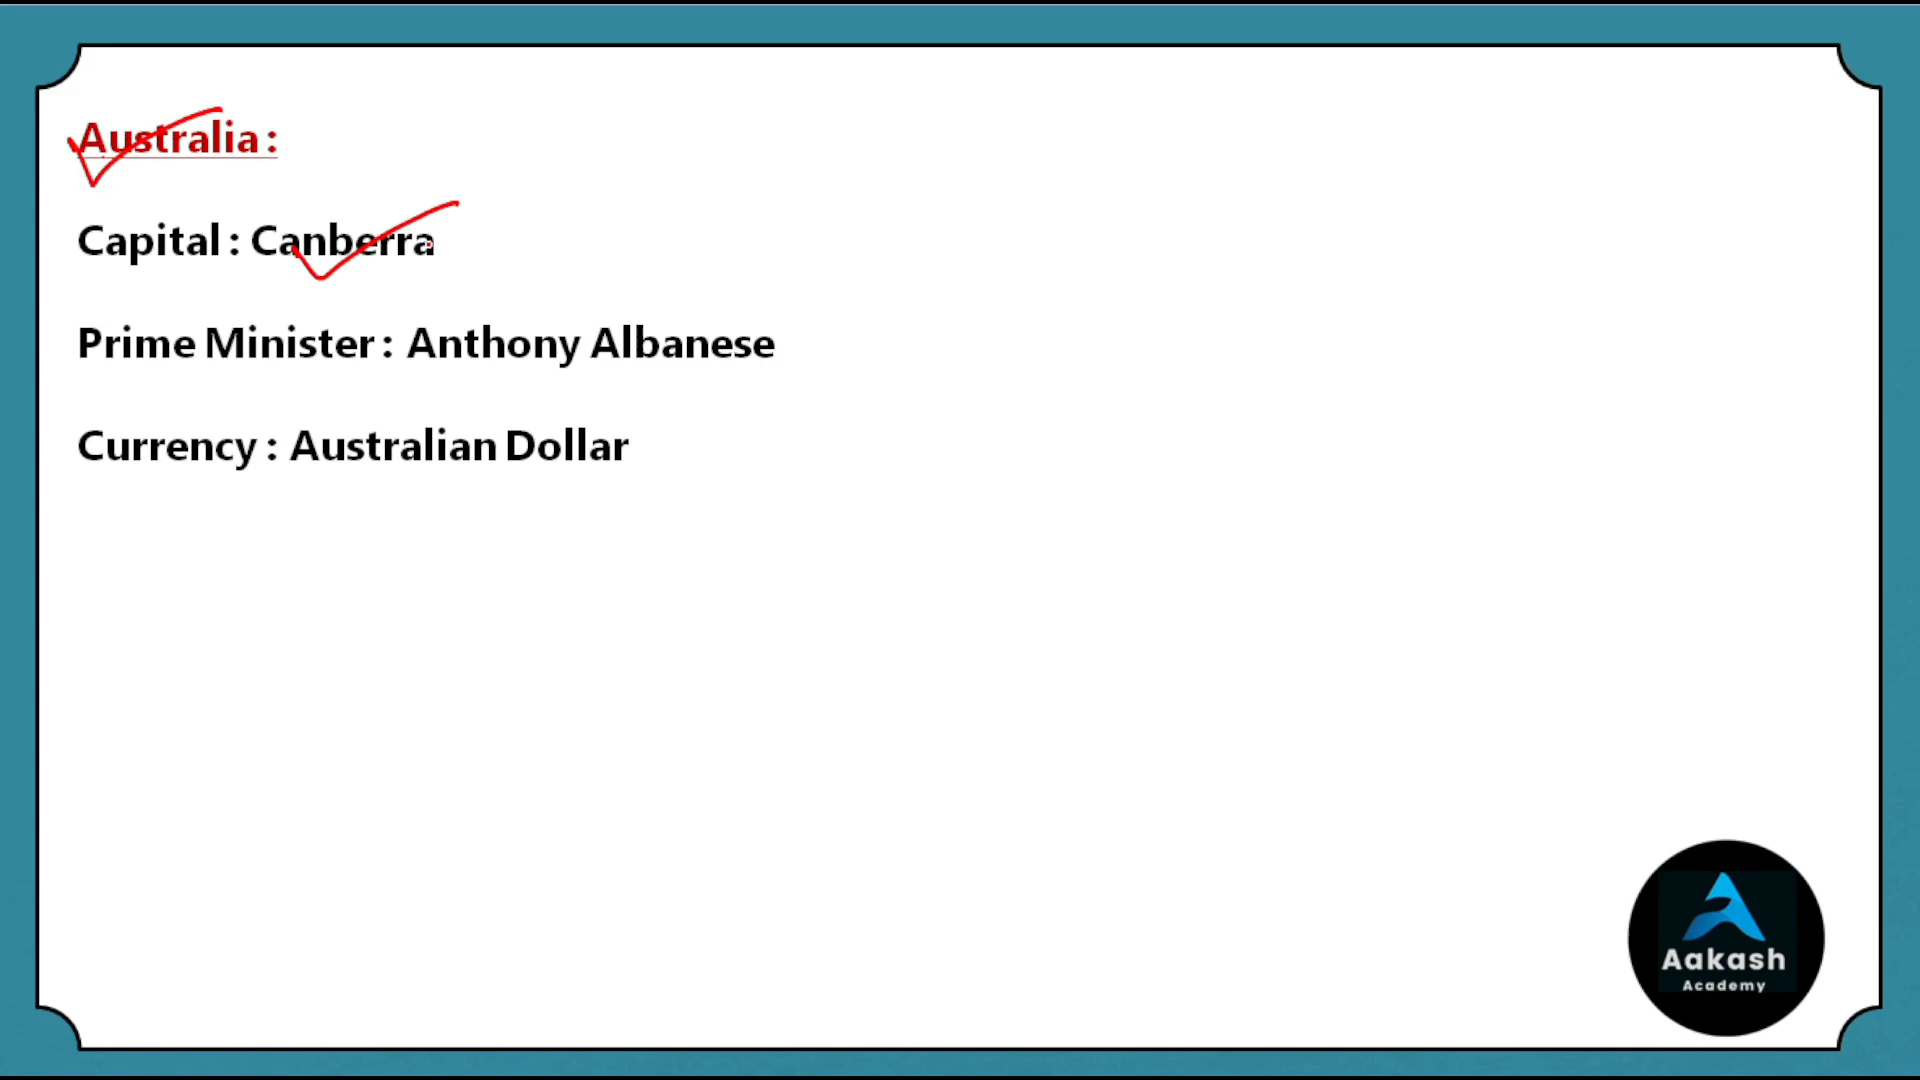 Australia :
Capital : Canberra
Prime Minister : Anthony Albanese
Currency : Australian Dollar
Aakash
Academy